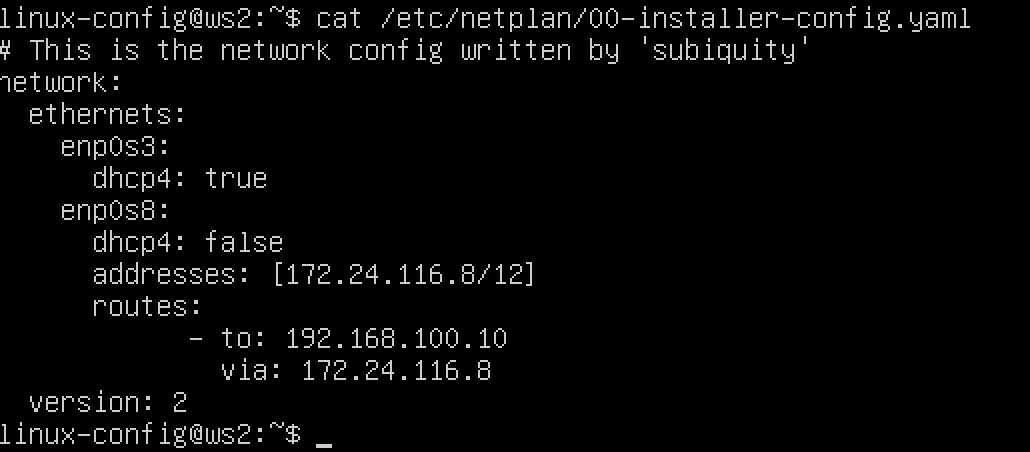 linux-config@ws2:~$ cat /etc/netplan/00-installer-config.yaml
# This is the network config written by 'subiquity'
network:
  ethernets:
    enp0s3:
      dhcp4: true
    enp0s8:
      dhcp4: false
      addresses: [172.24.116.8/12]
      routes:
            - to: 192.168.100.10
              via: 172.24.116.8
  version: 2
linux-config@ws2:~$ _